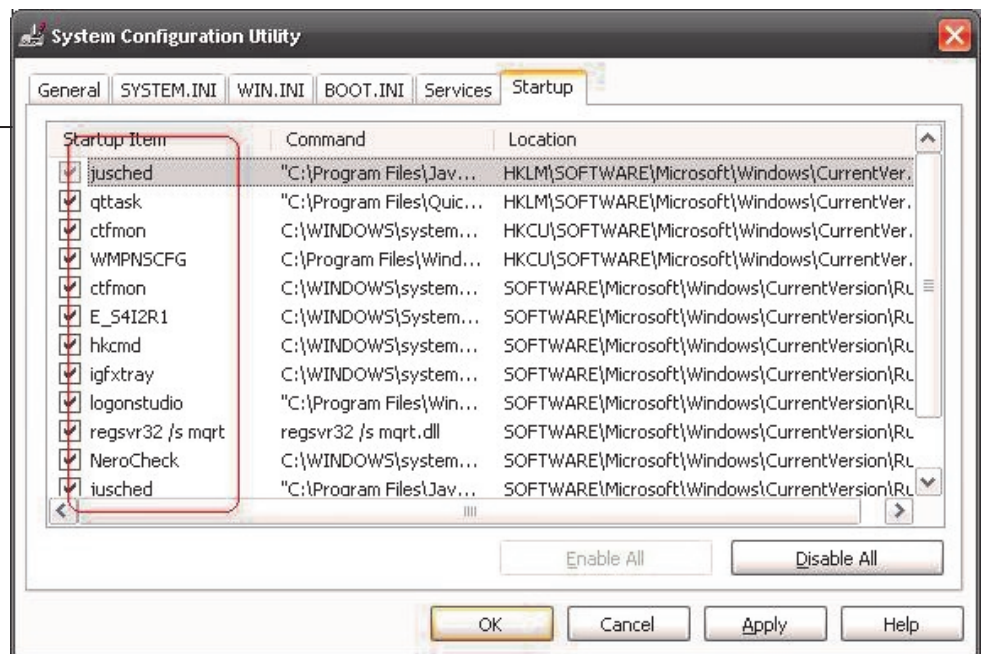 System Configuration Utility
General SYSTEM.INI WIN.INI BOOT.INI Services Startup
Startup Item Command Location
jusched "C:\Program Files\Jav... HKLM\SOFTWARE\Microsoft\Windows\CurrentVer.
qttask "C:\Program Files\Quic... HKLM\SOFTWARE\Microsoft\Windows\CurrentVer.
ctfmon C:\WINDOWS\system... HKCU\SOFTWARE\Microsoft\Windows\CurrentVer.
WMPNSCFG C:\Program Files\Wind... HKCU\SOFTWARE\Microsoft\Windows\CurrentVer.
ctfmon C:\WINDOWS\system... SOFTWARE\Microsoft\Windows\CurrentVersion\Ru
E_S4I2R1 C:\WINDOWS\System... SOFTWARE\Microsoft\Windows\CurrentVersion\Ru
hkcmd C:\WINDOWS\system... SOFTWARE\Microsoft\Windows\CurrentVersion\Ru
igfxtray C:\WINDOWS\system... SOFTWARE\Microsoft\Windows\CurrentVersion\Ru
logonstudio "C:\Program Files\Win... SOFTWARE\Microsoft\Windows\CurrentVersion\Ru
regsvr32 /s mqrt regsvr32 /s mqrt.dll SOFTWARE\Microsoft\Windows\CurrentVersion\Ru
NeroCheck C:\WINDOWS\system... SOFTWARE\Microsoft\Windows\CurrentVersion\Ru
jusched "C:\Program Files\Jav... SOFTWARE\Microsoft\Windows\CurrentVersion\Ru
Enable All Disable All
OK Cancel Apply Help